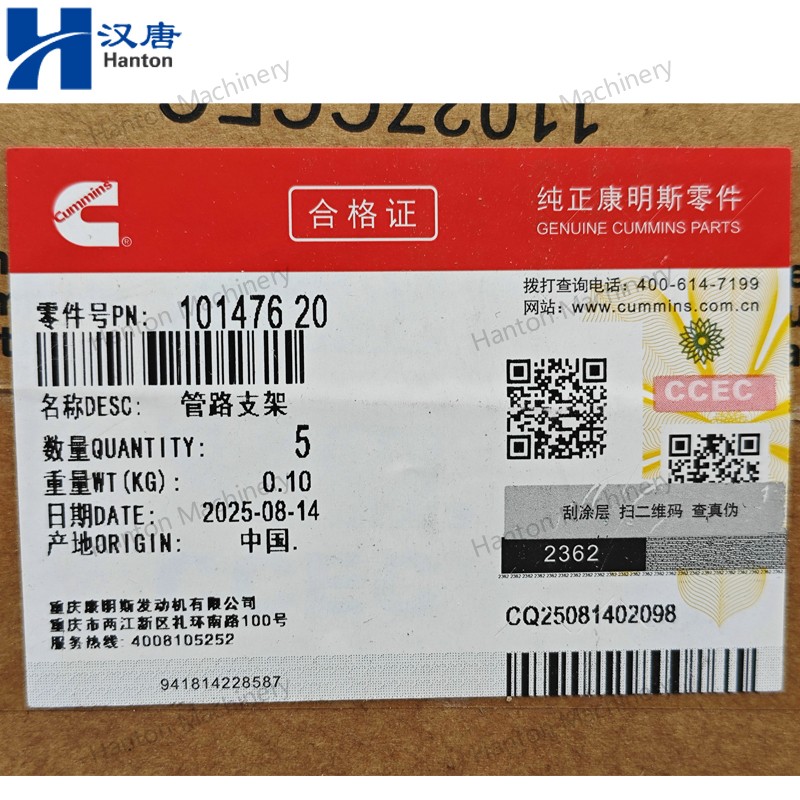 汉唐
Hanton
11027CCEC
Cummins
®
合格证
纯正康明斯零件
GENUINE CUMMINS PARTS
拨打查询电话：400-614-7199
网站：www.cummins.com.cn
零件号PN: 101476 20
CCEC
名称DESC: 管路支架
数量QUANTITY: 5
重量WT(KG): 0.10
日期DATE: 2025-08-14
产地ORIGIN: 中国.
刮涂层 扫二维码 查真伪
2362
重庆康明斯发动机有限公司
重庆市两江新区礼环南路100号
服务热线: 4008105252
CQ25081402098
941814228587
Hanton Machinery